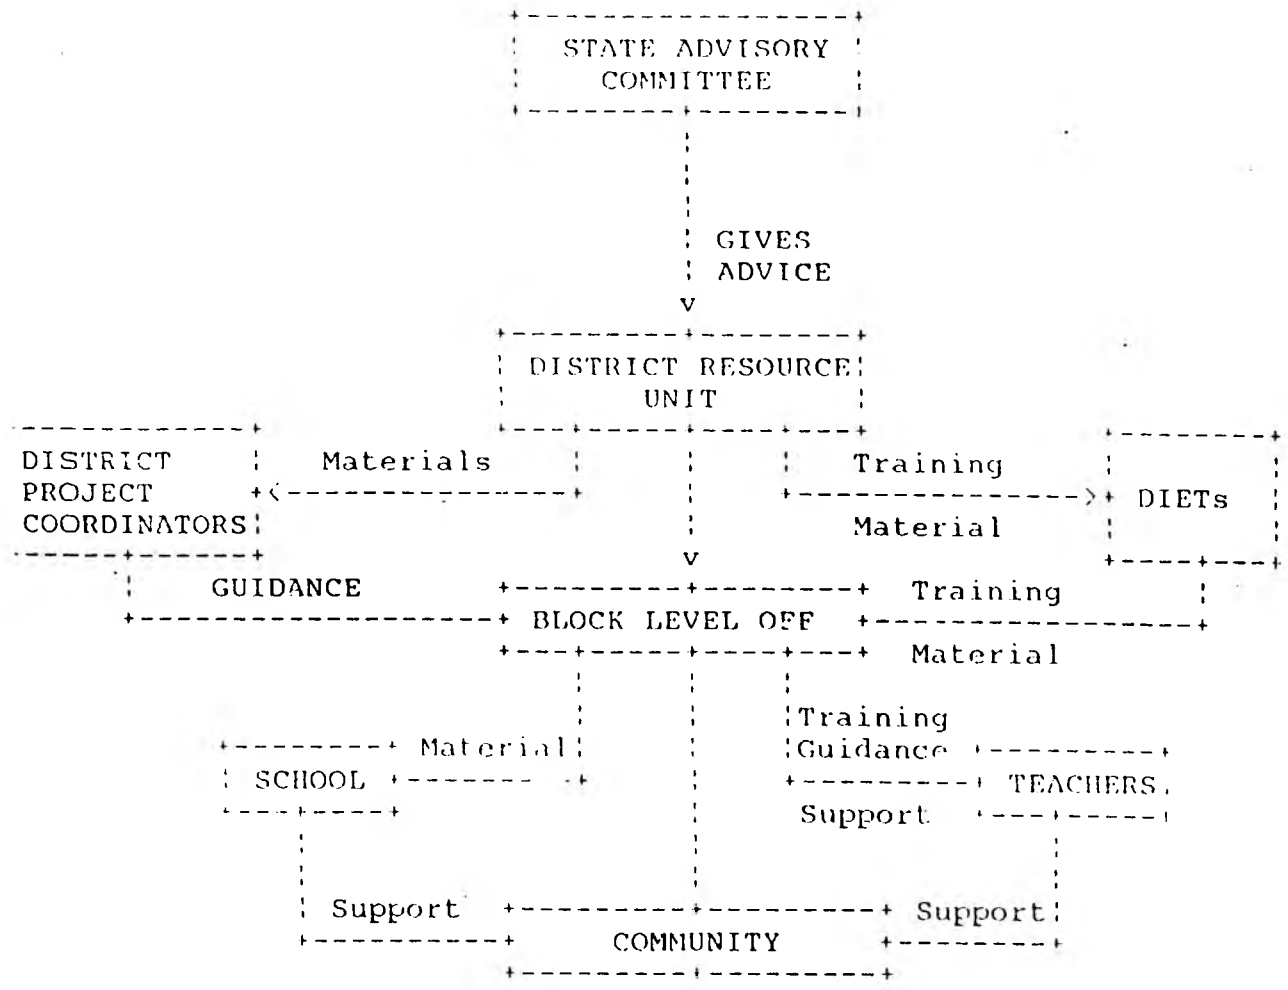 STATE ADVISORY
COMMITTEE
GIVES
ADVICE
DISTRICT RESOURCE
UNIT
DISTRICT
PROJECT
COORDINATORS
Materials
Training
Material
DIETs
GUIDANCE
BLOCK LEVEL OFF
Training
Material
Material
SCHOOL
Training
Guidance
Support
TEACHERS
Support
COMMUNITY
Support